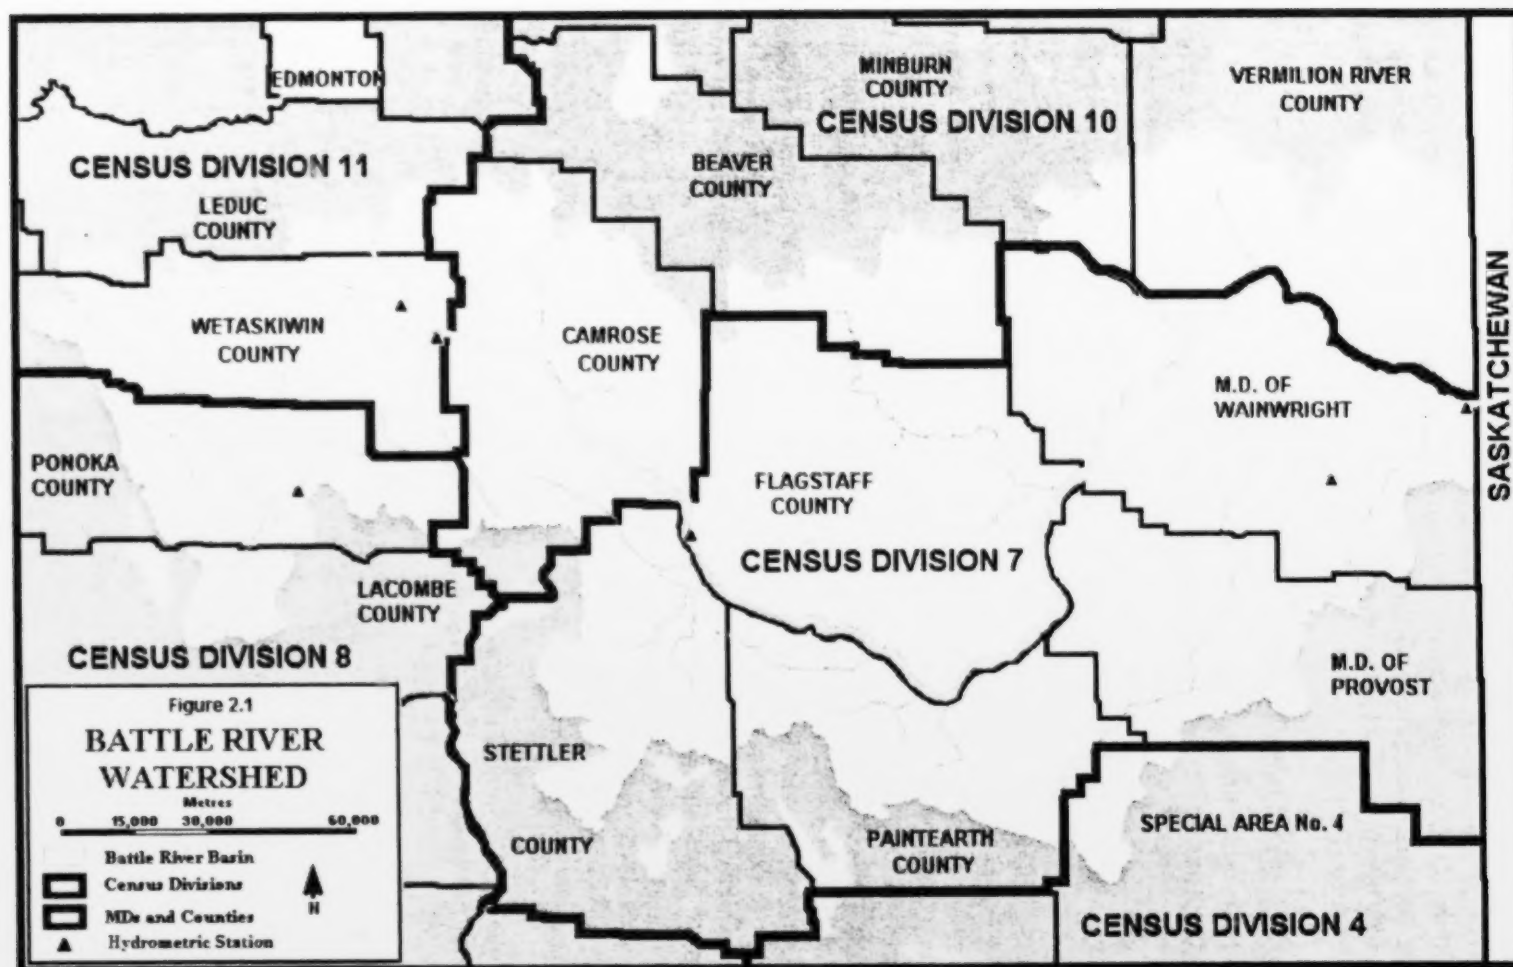 EDMONTON
MINBURN
COUNTY
VERMILION RIVER
COUNTY
CENSUS DIVISION 10
CENSUS DIVISION 11
BEAVER
COUNTY
LEDUC
COUNTY
SASKATCHEWAN
WETASKIWIN
COUNTY
CAMROSE
COUNTY
M.D. OF
WAINWRIGHT
PONOKA
COUNTY
FLAGSTAFF
COUNTY
CENSUS DIVISION 7
LACOMBE
COUNTY
CENSUS DIVISION 8
M.D. OF
PROVOST
STETTLER
COUNTY
PAINTEARTH
COUNTY
SPECIAL AREA No. 4
CENSUS DIVISION 4
Figure 2.1
BATTLE RIVER
WATERSHED
Metres
0 15,000 30,000 60,000
Battle River Basin
Census Divisions
MDs and Counties
Hydrometric Station
N